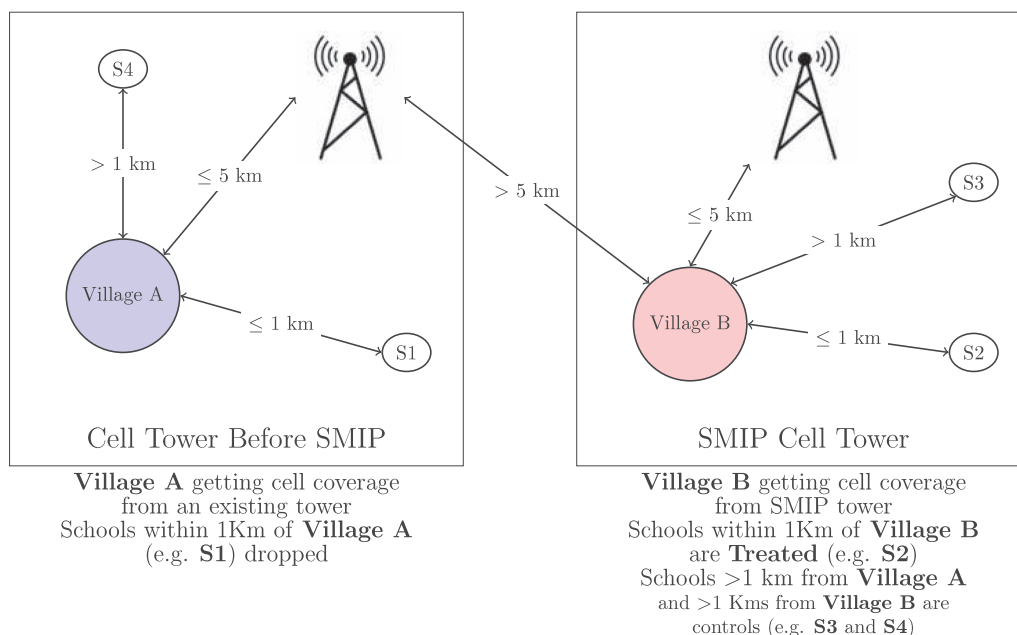 S4
> 1 km
≤ 5 km
Village A
≤ 1 km
S1
Cell Tower Before SMIP
> 5 km
≤ 5 km
S3
> 1 km
Village B
≤ 1 km
S2
SMIP Cell Tower
Village A getting cell coverage
from an existing tower
Schools within 1Km of Village A
(e.g. S1) dropped
Village B getting cell coverage
from SMIP tower
Schools within 1Km of Village B
are Treated (e.g. S2)
Schools >1 km from Village A
and >1 Kms from Village B are
controls (e.g. S3 and S4)